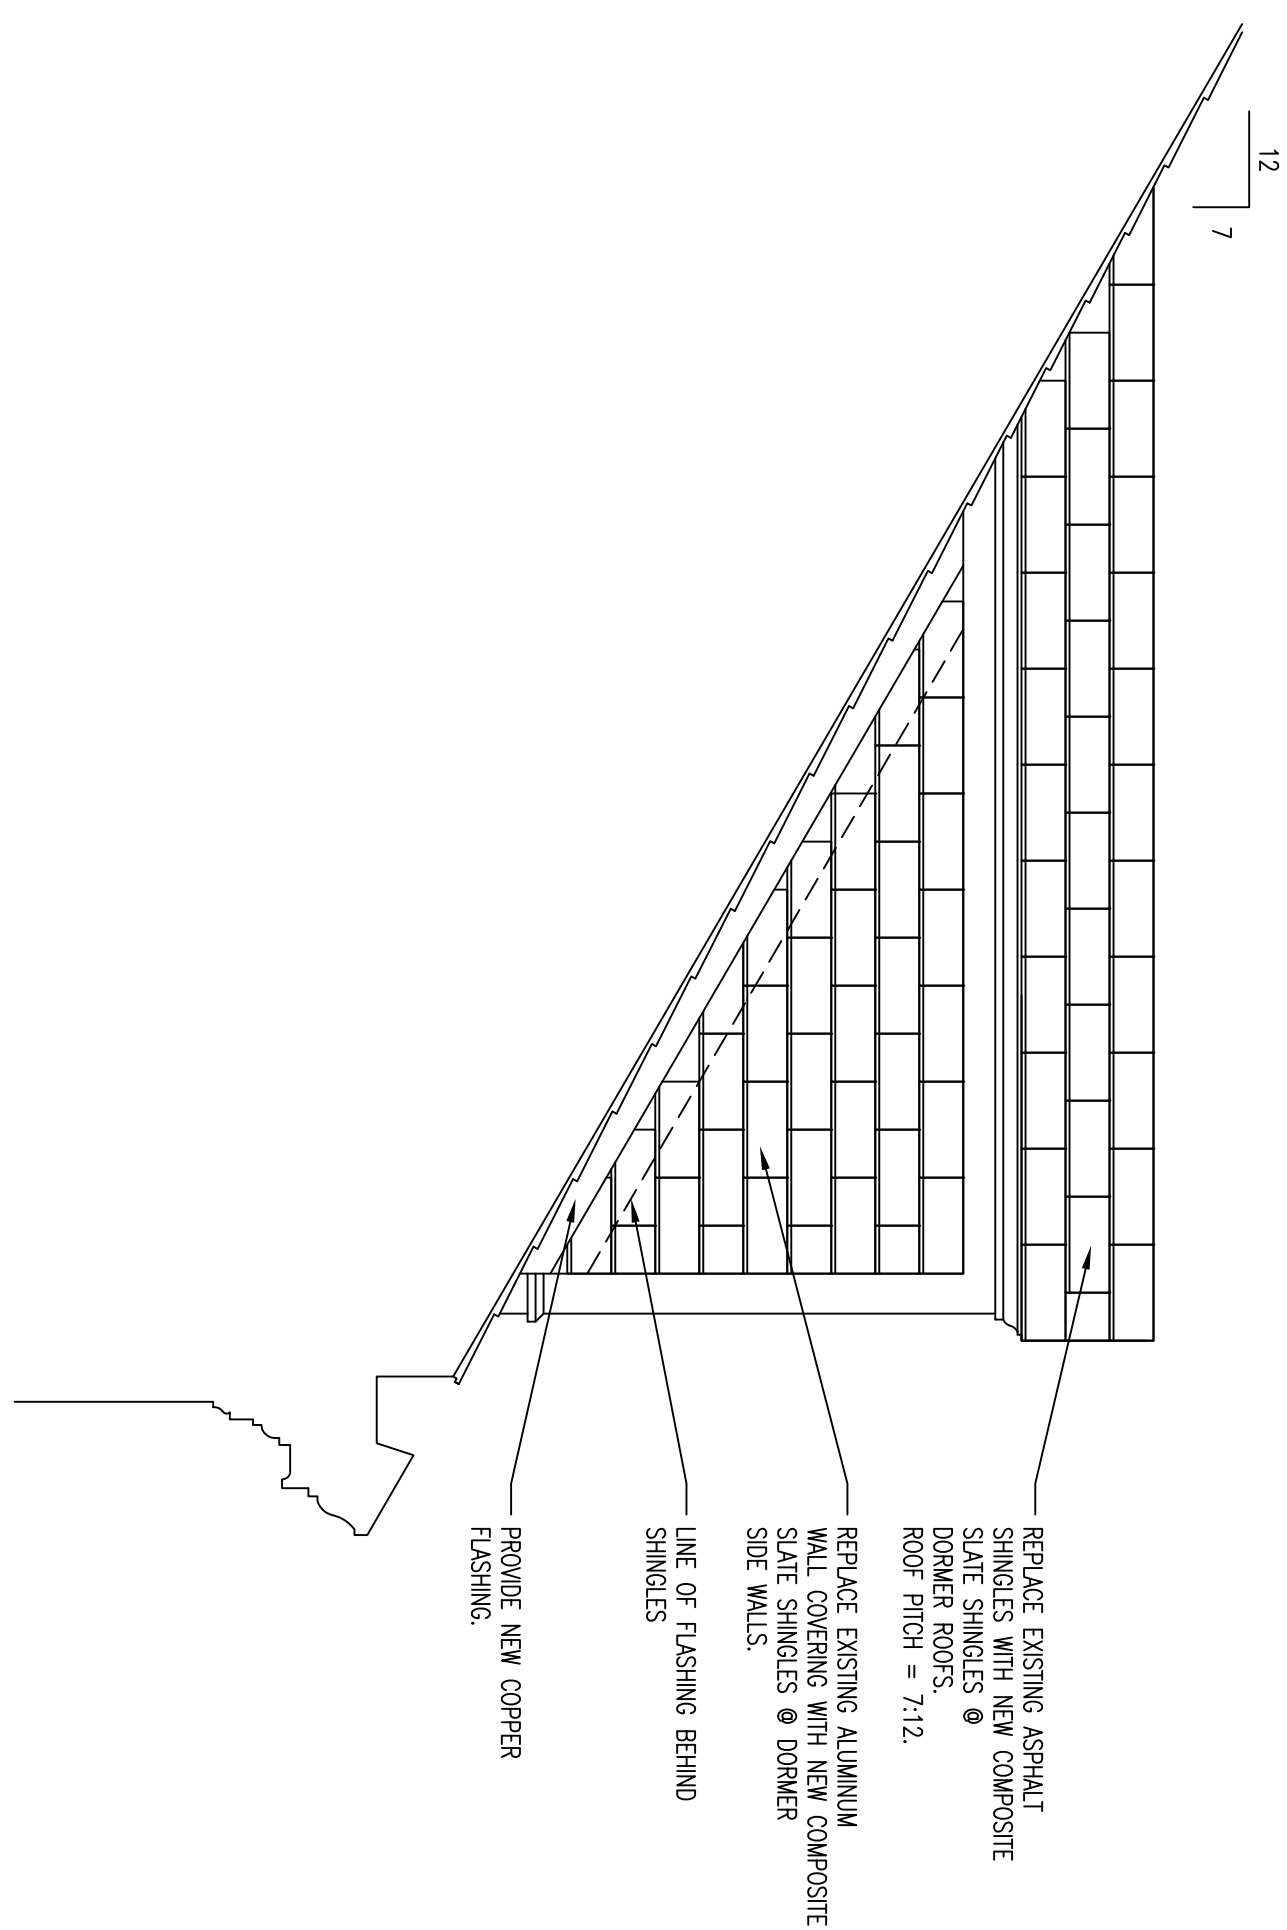 12
7
REPLACE EXISTING ASPHALT
SHINGLES WITH NEW COMPOSITE
SLATE SHINGLES @
DORMER ROOFS.
ROOF PITCH = 7:12.
REPLACE EXISTING ALUMINUM
WALL COVERING WITH NEW COMPOSITE
SLATE SHINGLES @ DORMER
SIDE WALLS.
LINE OF FLASHING BEHIND
SHINGLES
PROVIDE NEW COPPER
FLASHING.